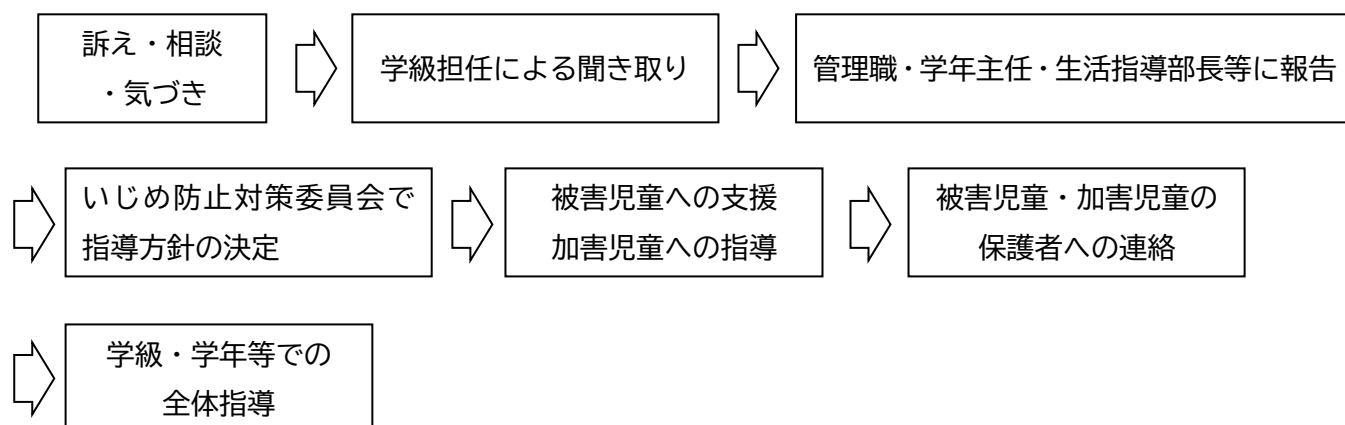 訴え・相談
・気づき
学級担任による聞き取り
管理職・学年主任・生活指導部長等に報告
いじめ防止対策委員会で
指導方針の決定
被害児童への支援
加害児童への指導
被害児童・加害児童の
保護者への連絡
学級・学年等での
全体指導